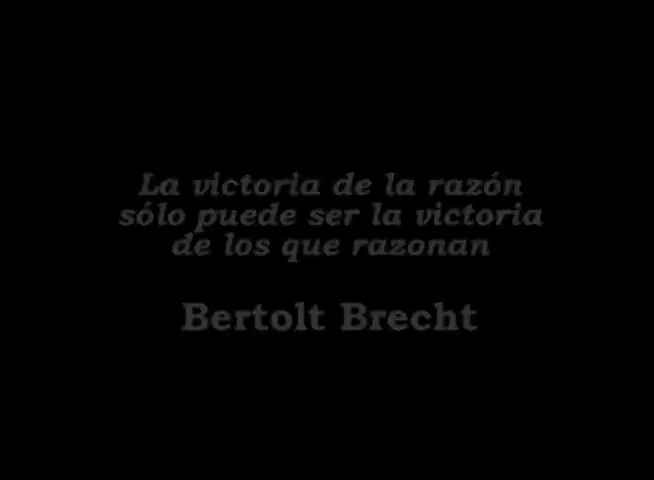 La victoria de la razón
sólo puede ser la victoria
de los que razonan
Bertolt Brecht